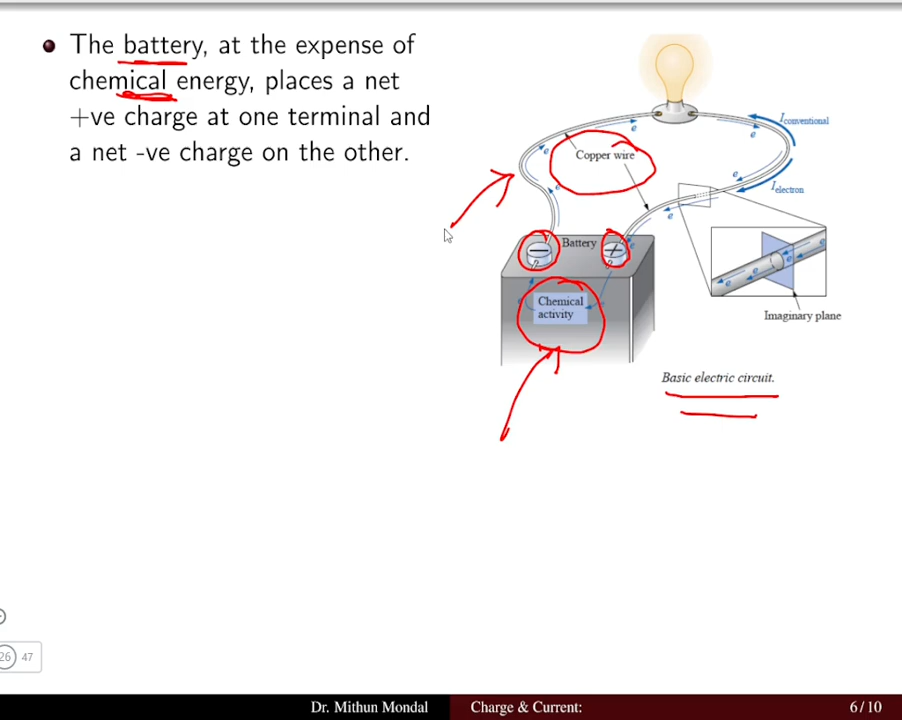 The battery, at the expense of
chemical energy, places a net
+ve charge at one terminal and
a net -ve charge on the other.
I conventional
e
e
Copper wire
e
e
e
I electron
e
Battery
−
+
e
e
e
e
Chemical
activity
Imaginary plane
Basic electric circuit.
26
47
Dr. Mithun Mondal
Charge & Current:
6/10